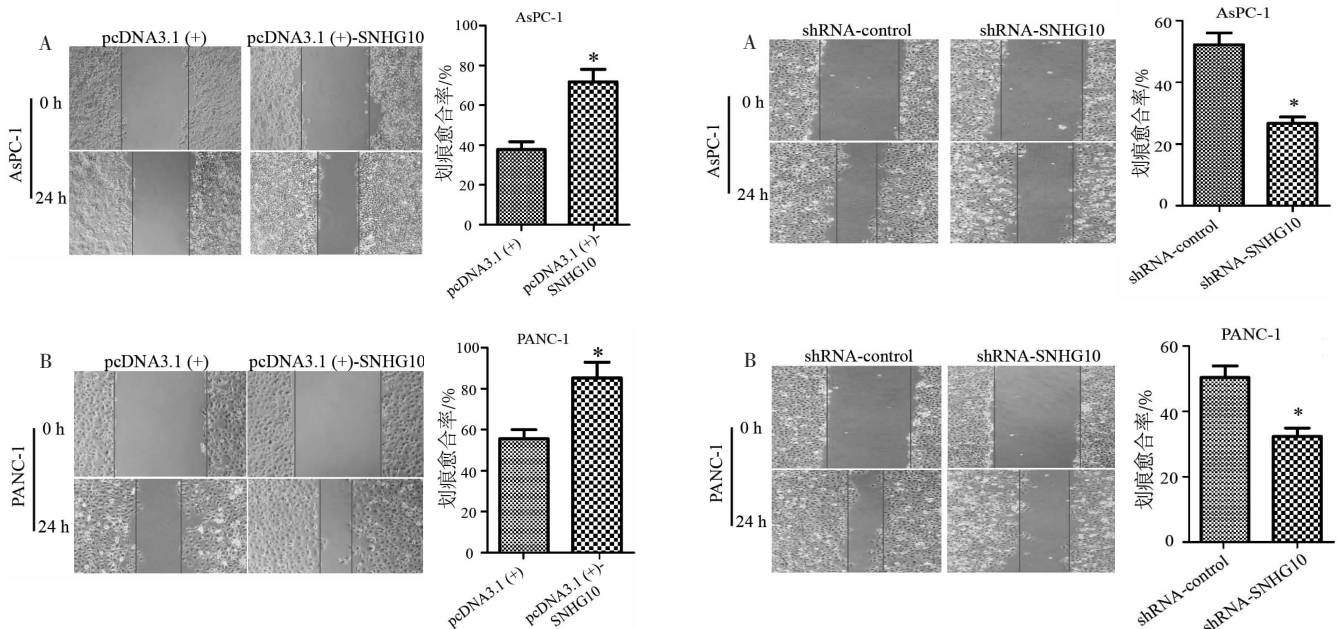 A
pcDNA3.1 (+)
pcDNA3.1 (+)-SNHG10
AsPC-1
0 h
24 h
AsPC-1
划痕愈合率/%
100
80
60
40
20
0
*
pcDNA3.1 (+)
pcDNA3.1 (+)-
SNHG10
B
pcDNA3.1 (+)
pcDNA3.1 (+)-SNHG10
PANC-1
0 h
24 h
PANC-1
划痕愈合率/%
100
80
60
40
20
0
*
pcDNA3.1 (+)
pcDNA3.1 (+)-
SNHG10
A
shRNA-control
shRNA-SNHG10
AsPC-1
0 h
24 h
AsPC-1
划痕愈合率/%
60
40
20
0
*
shRNA-control
shRNA-SNHG10
B
shRNA-control
shRNA-SNHG10
PANC-1
0 h
24 h
PANC-1
划痕愈合率/%
60
40
20
0
*
shRNA-control
shRNA-SNHG10